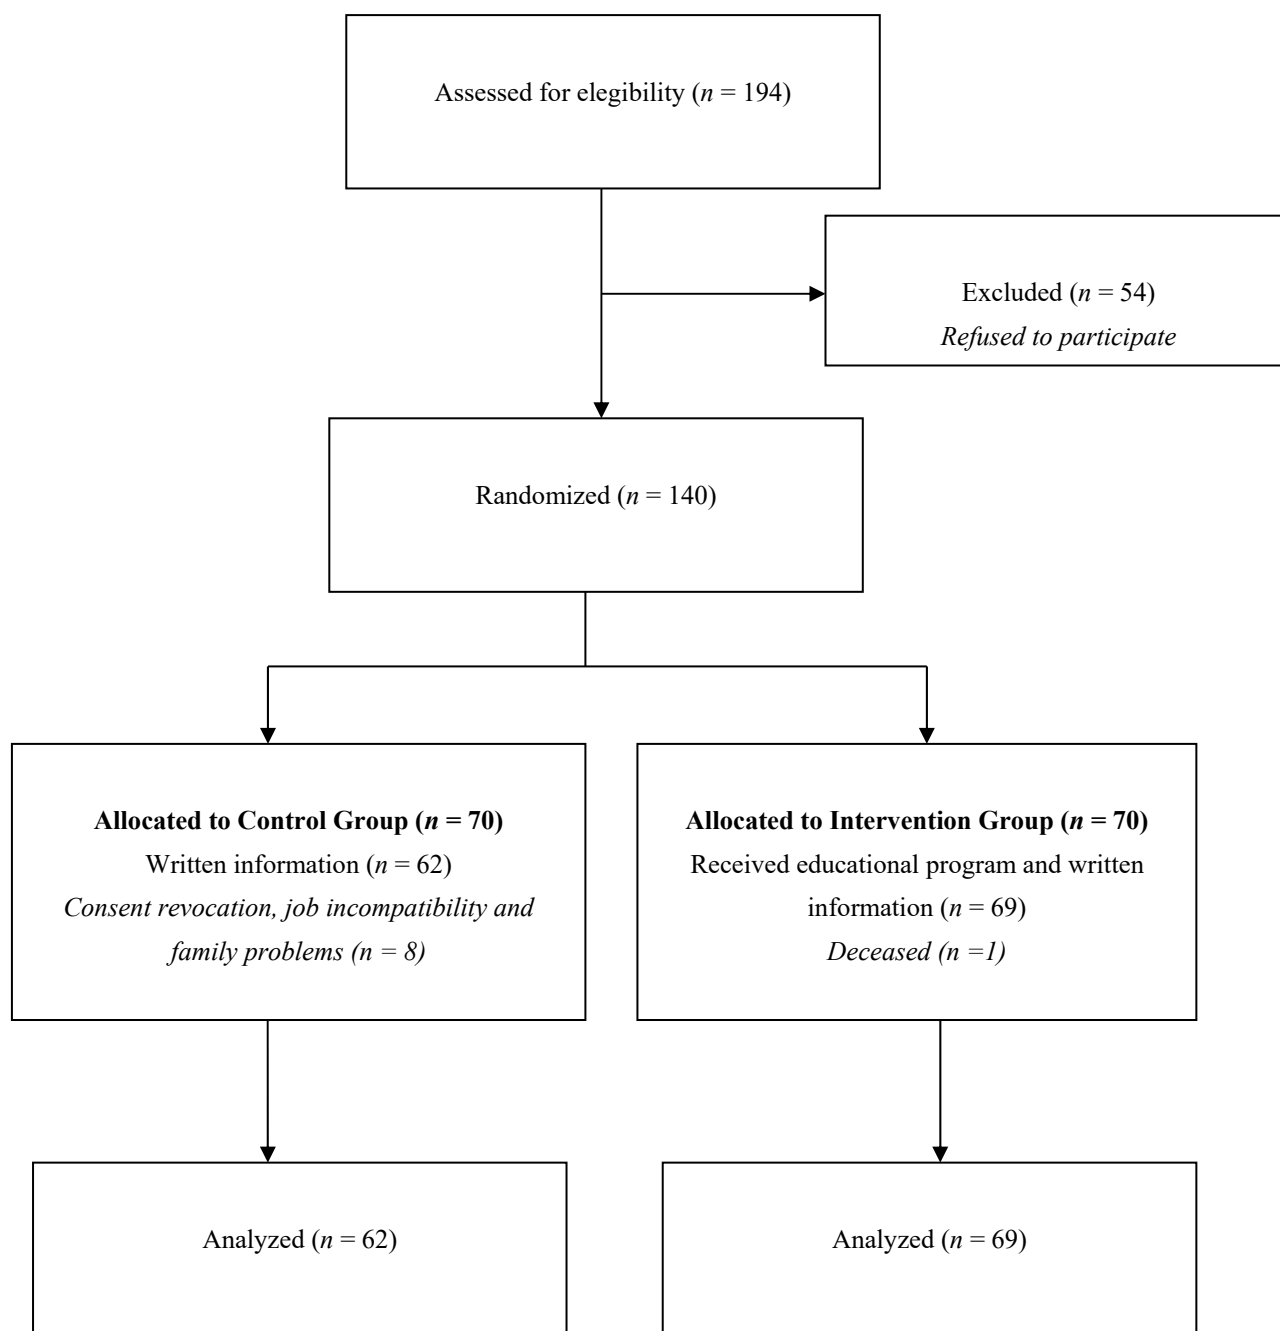 Assessed for elegibility (n = 194)
Excluded (n = 54)
Refused to participate
Randomized (n = 140)
Allocated to Control Group (n = 70)
Written information (n = 62)
Consent revocation, job incompatibility and
family problems (n = 8)
Allocated to Intervention Group (n = 70)
Received educational program and written
information (n = 69)
Deceased (n =1)
Analyzed (n = 62)
Analyzed (n = 69)